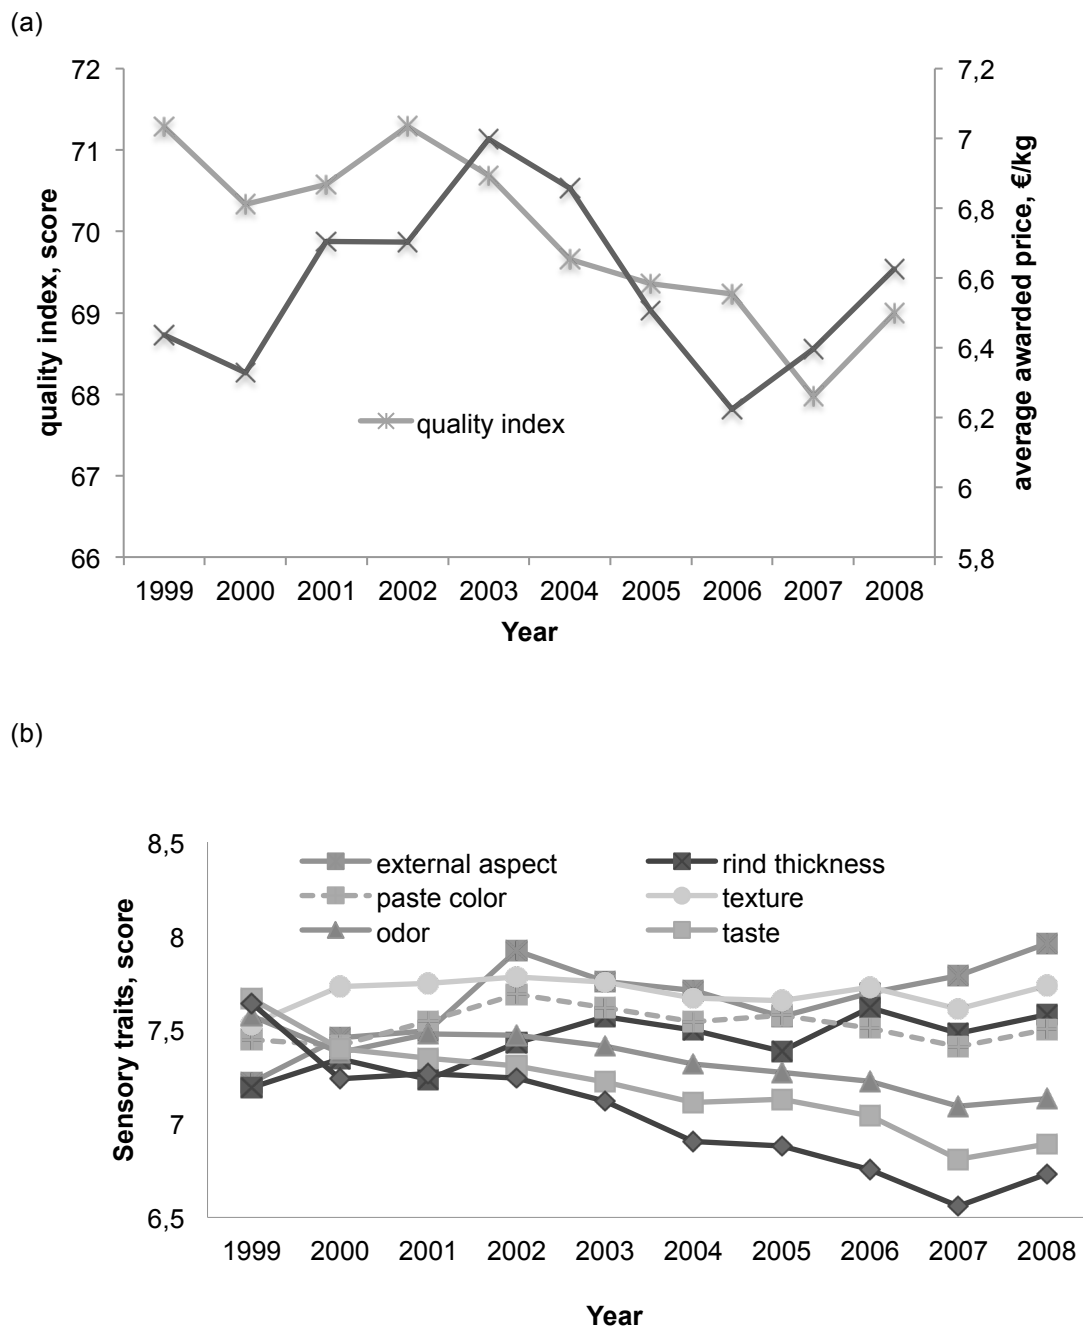 (a)
72
71
70
69
68
67
66
quality index, score
7,2
7
6,8
6,6
6,4
6,2
6
5,8
average awarded price, €/kg
quality index
1999 2000 2001 2002 2003 2004 2005 2006 2007 2008
Year
(b)
8,5
8
7,5
7
6,5
Sensory traits, score
external aspect rind thickness
paste color texture
odor taste
1999 2000 2001 2002 2003 2004 2005 2006 2007 2008
Year